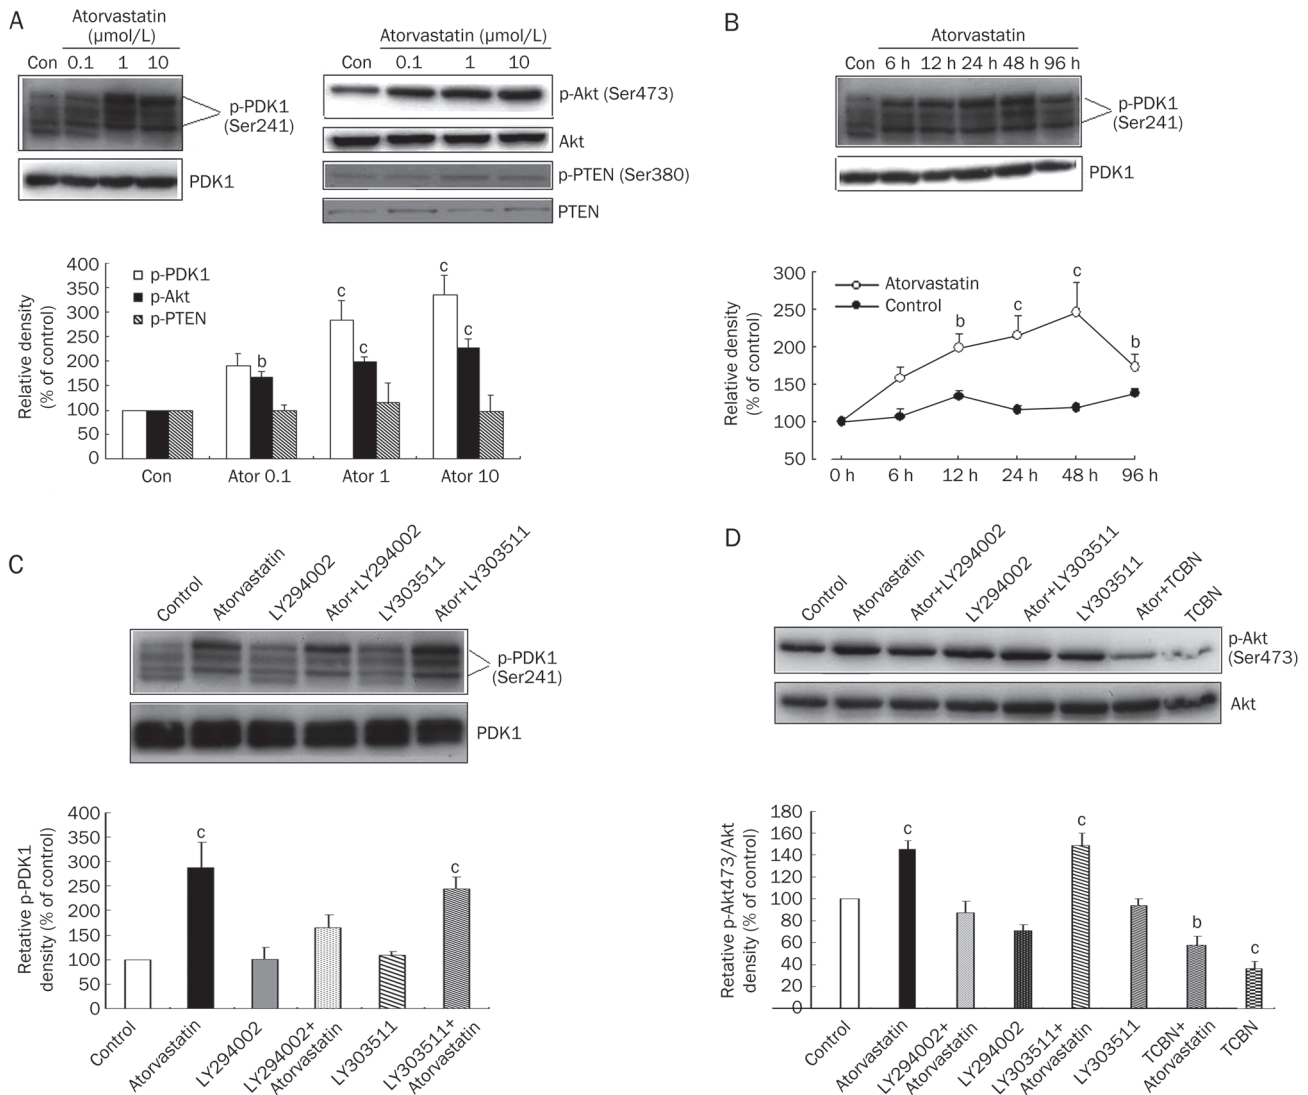 A
Atorvastatin
(µmol/L)
Con 0.1 1 10
p-PDK1
(Ser241)
PDK1
Atorvastatin (µmol/L)
Con 0.1 1 10
p-Akt (Ser473)
Akt
p-PTEN (Ser380)
PTEN
Relative density
(% of control)
400
350
300
250
200
150
100
50
0
p-PDK1
p-Akt
p-PTEN
b
c
c
c
c
Con Ator 0.1 Ator 1 Ator 10
B
Atorvastatin
Con 6 h 12 h 24 h 48 h 96 h
p-PDK1
(Ser241)
PDK1
Relative density
(% of control)
300
250
200
150
100
50
Atorvastatin
Control
b
c
c
b
0 h 6 h 12 h 24 h 48 h 96 h
C
Control
Atorvastatin
LY294002
Ator+LY294002
LY303511
Ator+LY303511
p-PDK1
(Ser241)
PDK1
Retative p-PDK1
density (% of control)
400
350
300
250
200
150
100
50
0
c
c
Control
Atorvastatin
LY294002
LY294002+
Atorvastatin
LY303511
LY303511+
Atorvastatin
D
Control
Atorvastatin
Ator+LY294002
LY294002
Ator+LY303511
LY303511
Ator+TCBN
TCBN
p-Akt
(Ser473)
Akt
Retative p-Akt473/Akt
density (% of control)
180
160
140
120
100
80
60
40
20
0
c
c
b
c
Control
Atorvastatin
LY294002+
Atorvastatin
LY294002
LY303511+
Atorvastatin
LY303511
TCBN+
Atorvastatin
TCBN